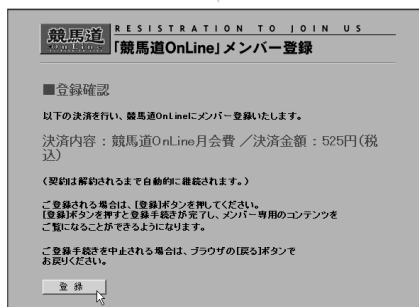 競馬道
OnLine
RESISTRATION TO JOIN US
「競馬道OnLine」メンバー登録
■登録確認
以下の決済を行い、競馬道OnLineにメンバー登録いたします。
決済内容：競馬道OnLine月会費／決済金額：525円(税
込)
（契約は解約されるまで自動的に継続されます。）
ご登録される場合は、[登録]ボタンを押してください。
[登録]ボタンを押すと登録手続きが完了し、メンバー専用のコンテンツを
ご覧になることができるようになります。
ご登録手続きを中止される場合は、ブラウザの[戻る]ボタンで
お戻りください。
登 録